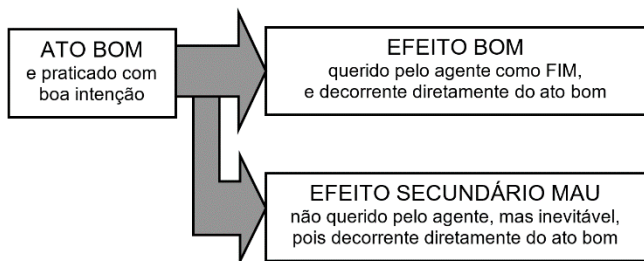 ATO BOM
e praticado com
boa intenção
EFEITO BOM
querido pelo agente como FIM,
e decorrente diretamente do ato bom
EFEITO SECUNDÁRIO MAU
não querido pelo agente, mas inevitável,
pois decorrente diretamente do ato bom